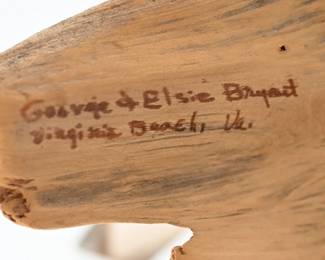 George & Elsie Bryant
Virginia Beach, Va.